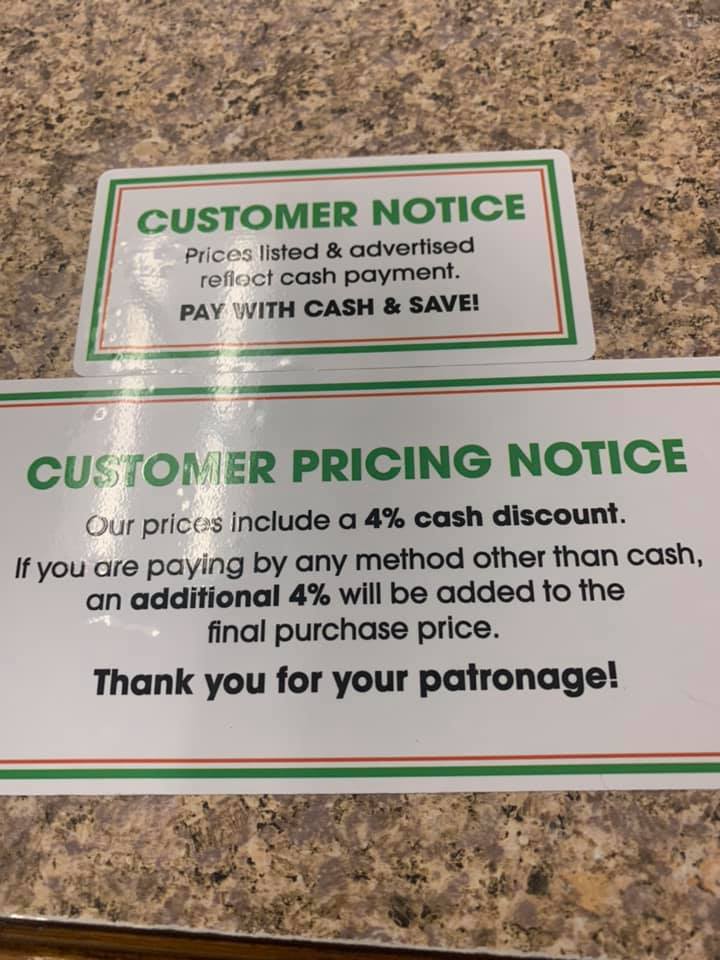 CUSTOMER NOTICE
Prices listed & advertised
reflect cash payment.
PAY WITH CASH & SAVE!
CUSTOMER PRICING NOTICE
Our prices include a 4% cash discount.
If you are paying by any method other than cash,
an additional 4% will be added to the
final purchase price.
Thank you for your patronage!